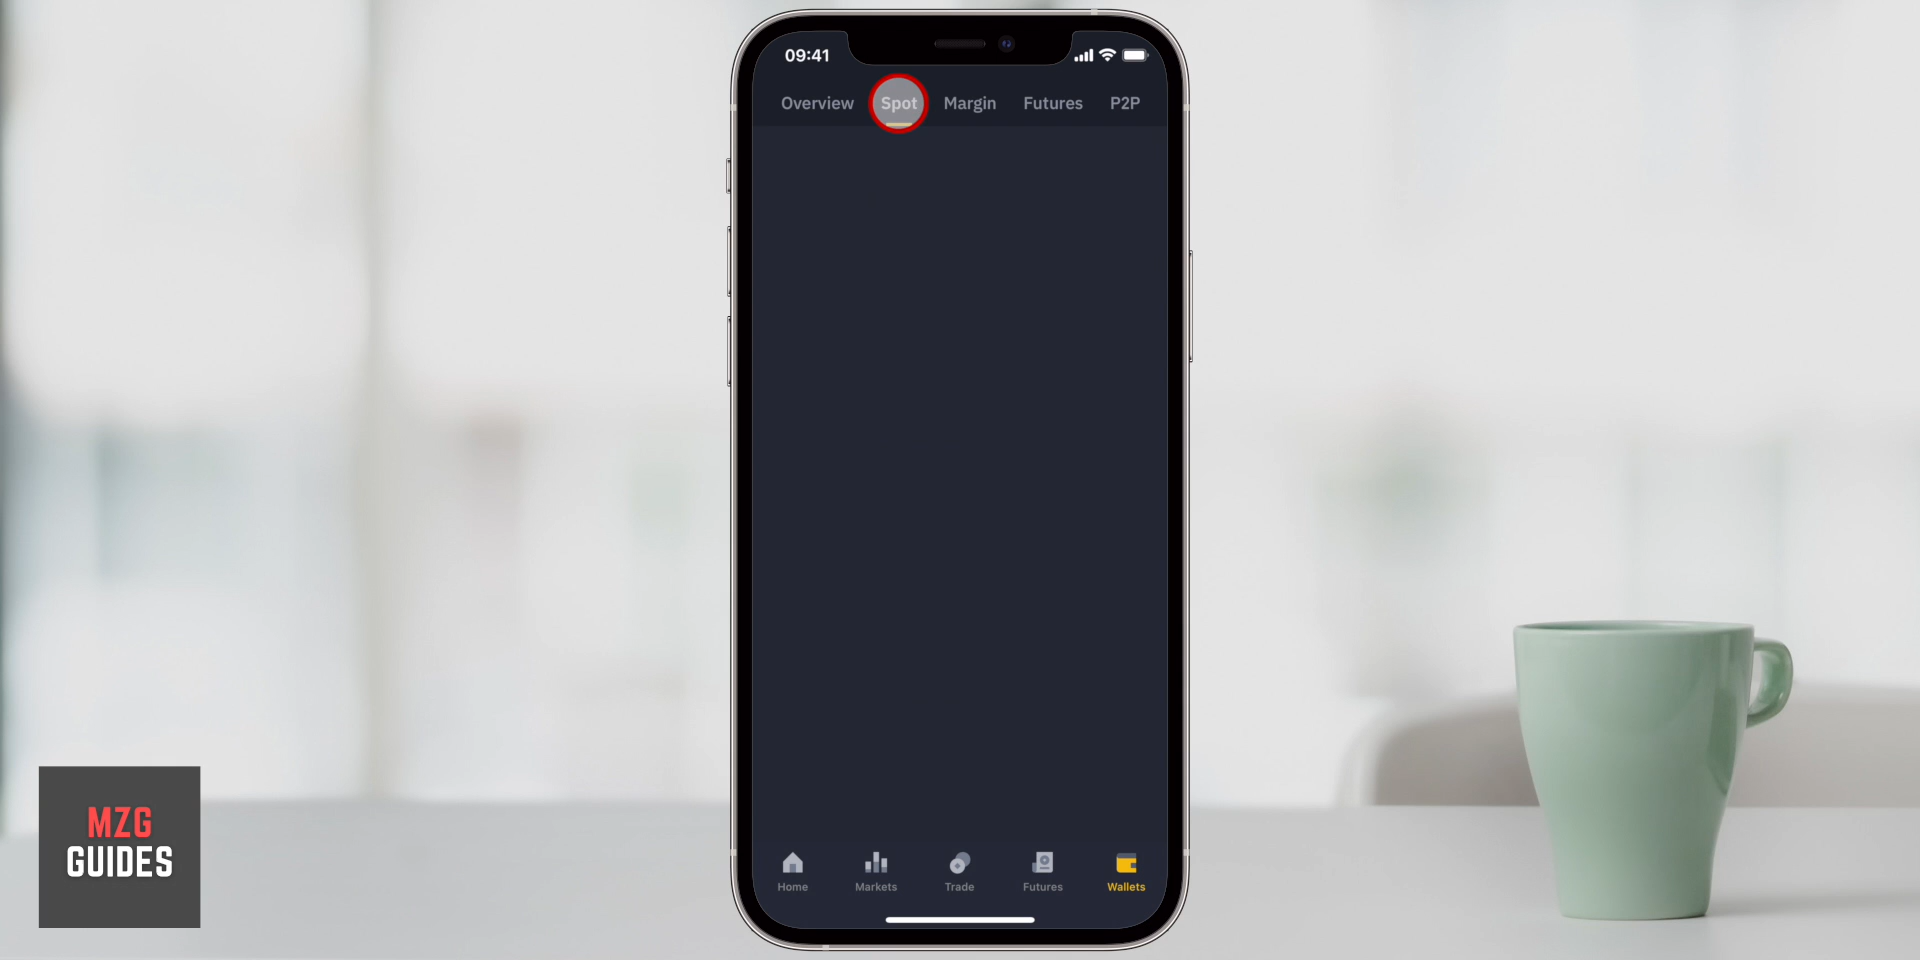 09:41
Overview Spot Margin Futures P2P
Home Markets Trade Futures Wallets
MZG
GUIDES